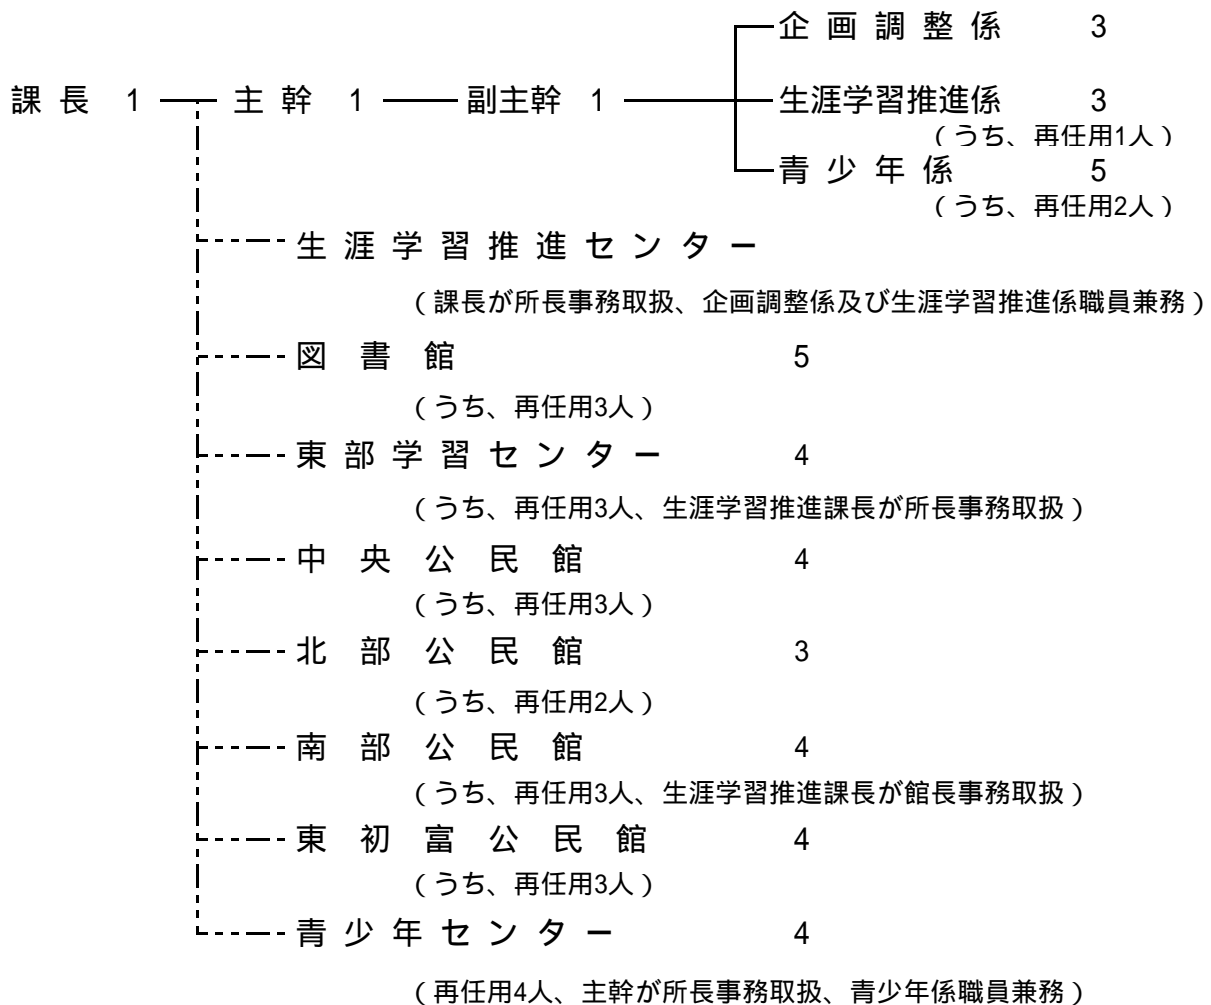 企画調整係 3
課長 1 主幹 1 副主幹 1 生涯学習推進係 3
(うち、再任用1人)
青少年係 5
(うち、再任用2人)
生涯学習推進センター
(課長が所長事務取扱、企画調整係及び生涯学習推進係職員兼務)
図書館 5
(うち、再任用3人)
東部学習センター 4
(うち、再任用3人、生涯学習推進課長が所長事務取扱)
中央公民館 4
(うち、再任用3人)
北部公民館 3
(うち、再任用2人)
南部公民館 4
(うち、再任用3人、生涯学習推進課長が館長事務取扱)
東初富公民館 4
(うち、再任用3人)
青少年センター 4
(再任用4人、主幹が所長事務取扱、青少年係職員兼務)